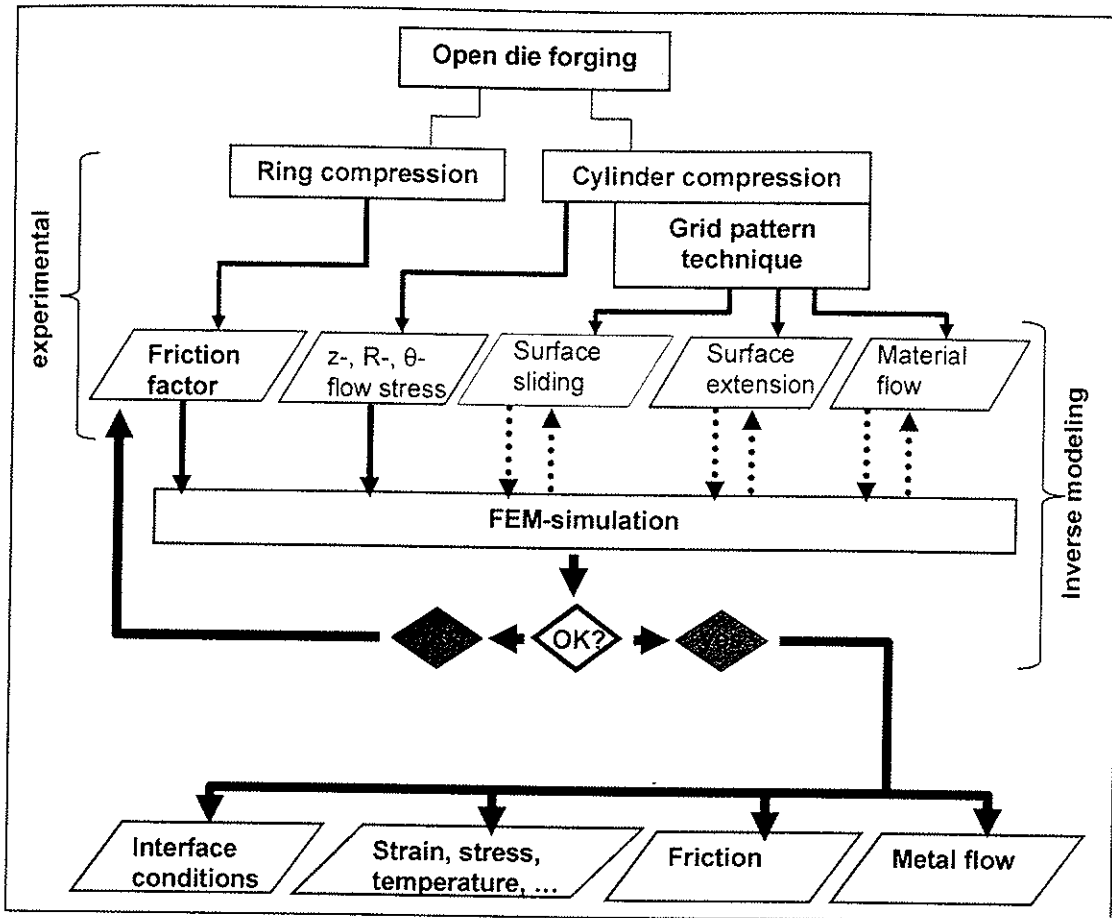 Open die forging
Ring compression
Cylinder compression
Grid pattern
technique
experimental
Friction
factor
z-, R-, θ-
flow stress
Surface
sliding
Surface
extension
Material
flow
FEM-simulation
Inverse modeling
OK?
Interface
conditions
Strain, stress,
temperature, ...
Friction
Metal flow